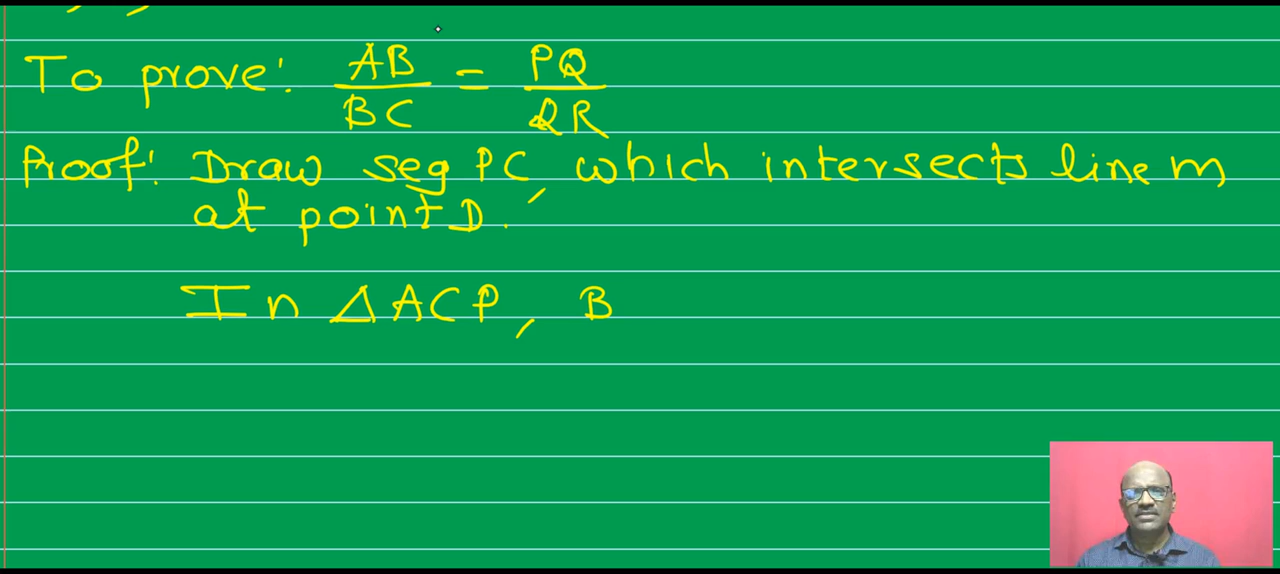 To prove: AB/BC = PQ/QR
Proof: Draw seg PC, which intersects line m
at point D.
In △ACP, B